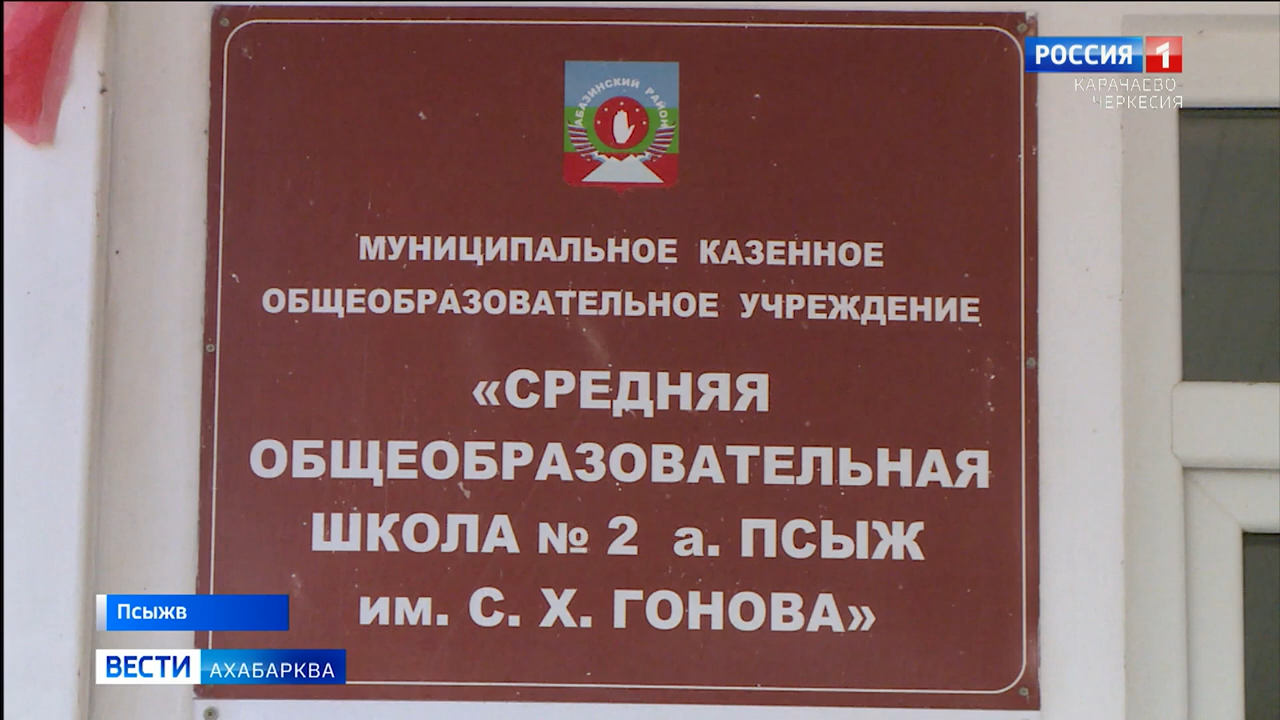 РОССИЯ 1
КАРАЧАЕВО-
ЧЕРКЕСИЯ
АБАЗИНСКИЙ РАЙОН
МУНИЦИПАЛЬНОЕ КАЗЕННОЕ
ОБЩЕОБРАЗОВАТЕЛЬНОЕ УЧРЕЖДЕНИЕ
«СРЕДНЯЯ
ОБЩЕОБРАЗОВАТЕЛЬНАЯ
ШКОЛА № 2 а. ПСЫЖ
им. С. Х. ГОНОВА»
Псыжв
ВЕСТИ АХАБАРКВА